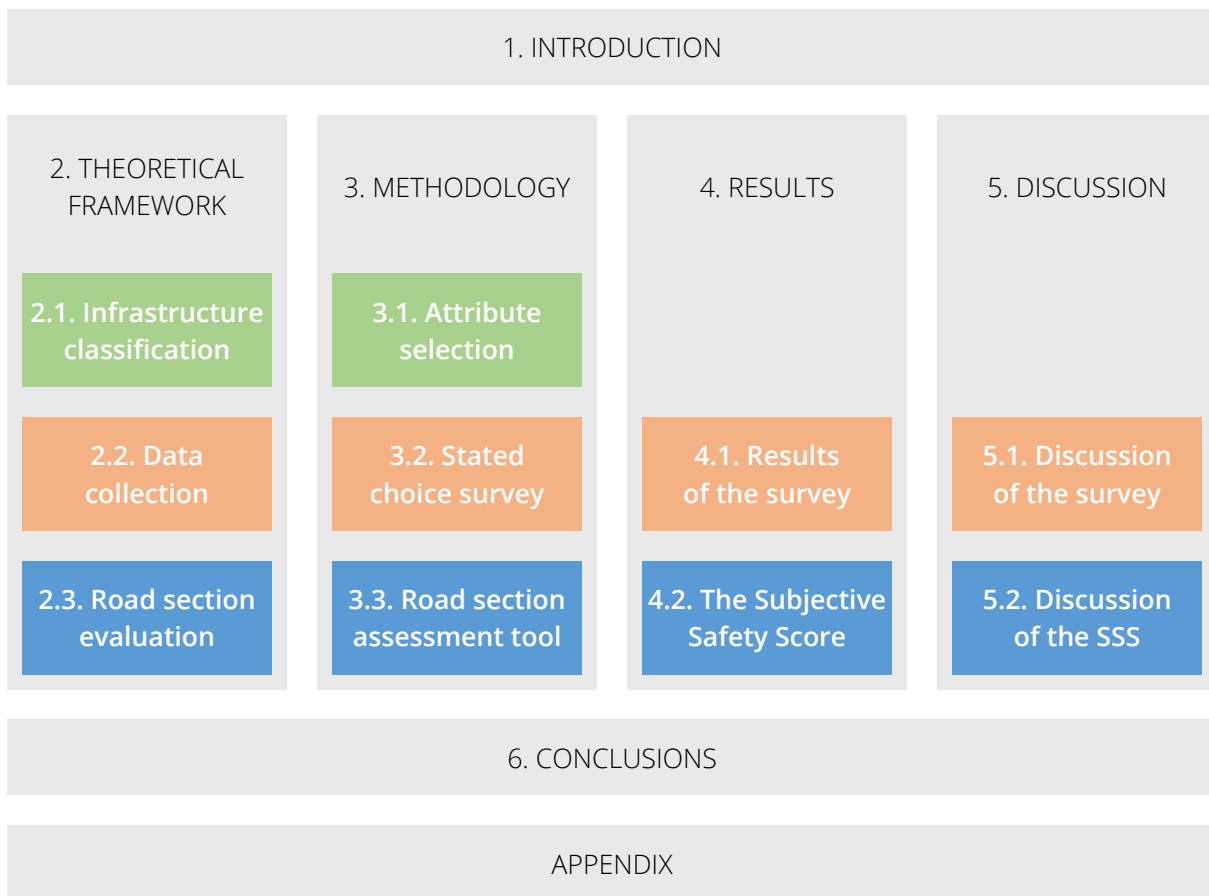 1. INTRODUCTION
2. THEORETICAL
FRAMEWORK
2.1. Infrastructure
classification
2.2. Data
collection
2.3. Road section
evaluation
3. METHODOLOGY
3.1. Attribute
selection
3.2. Stated
choice survey
3.3. Road section
assessment tool
4. RESULTS
4.1. Results
of the survey
4.2. The Subjective
Safety Score
5. DISCUSSION
5.1. Discussion
of the survey
5.2. Discussion
of the SSS
6. CONCLUSIONS
APPENDIX